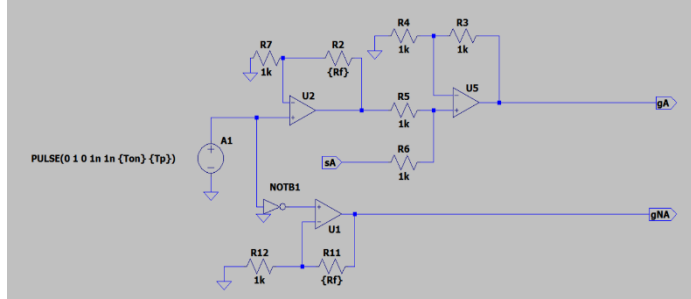 R4
1k
R3
1k
R7
1k
R2
{Rf}
U2
U5
gA
R5
1k
R6
1k
sA
A1
PULSE(0 1 0 1n 1n {Ton} {Tp})
NOTB1
U1
gNA
R12
1k
R11
{Rf}